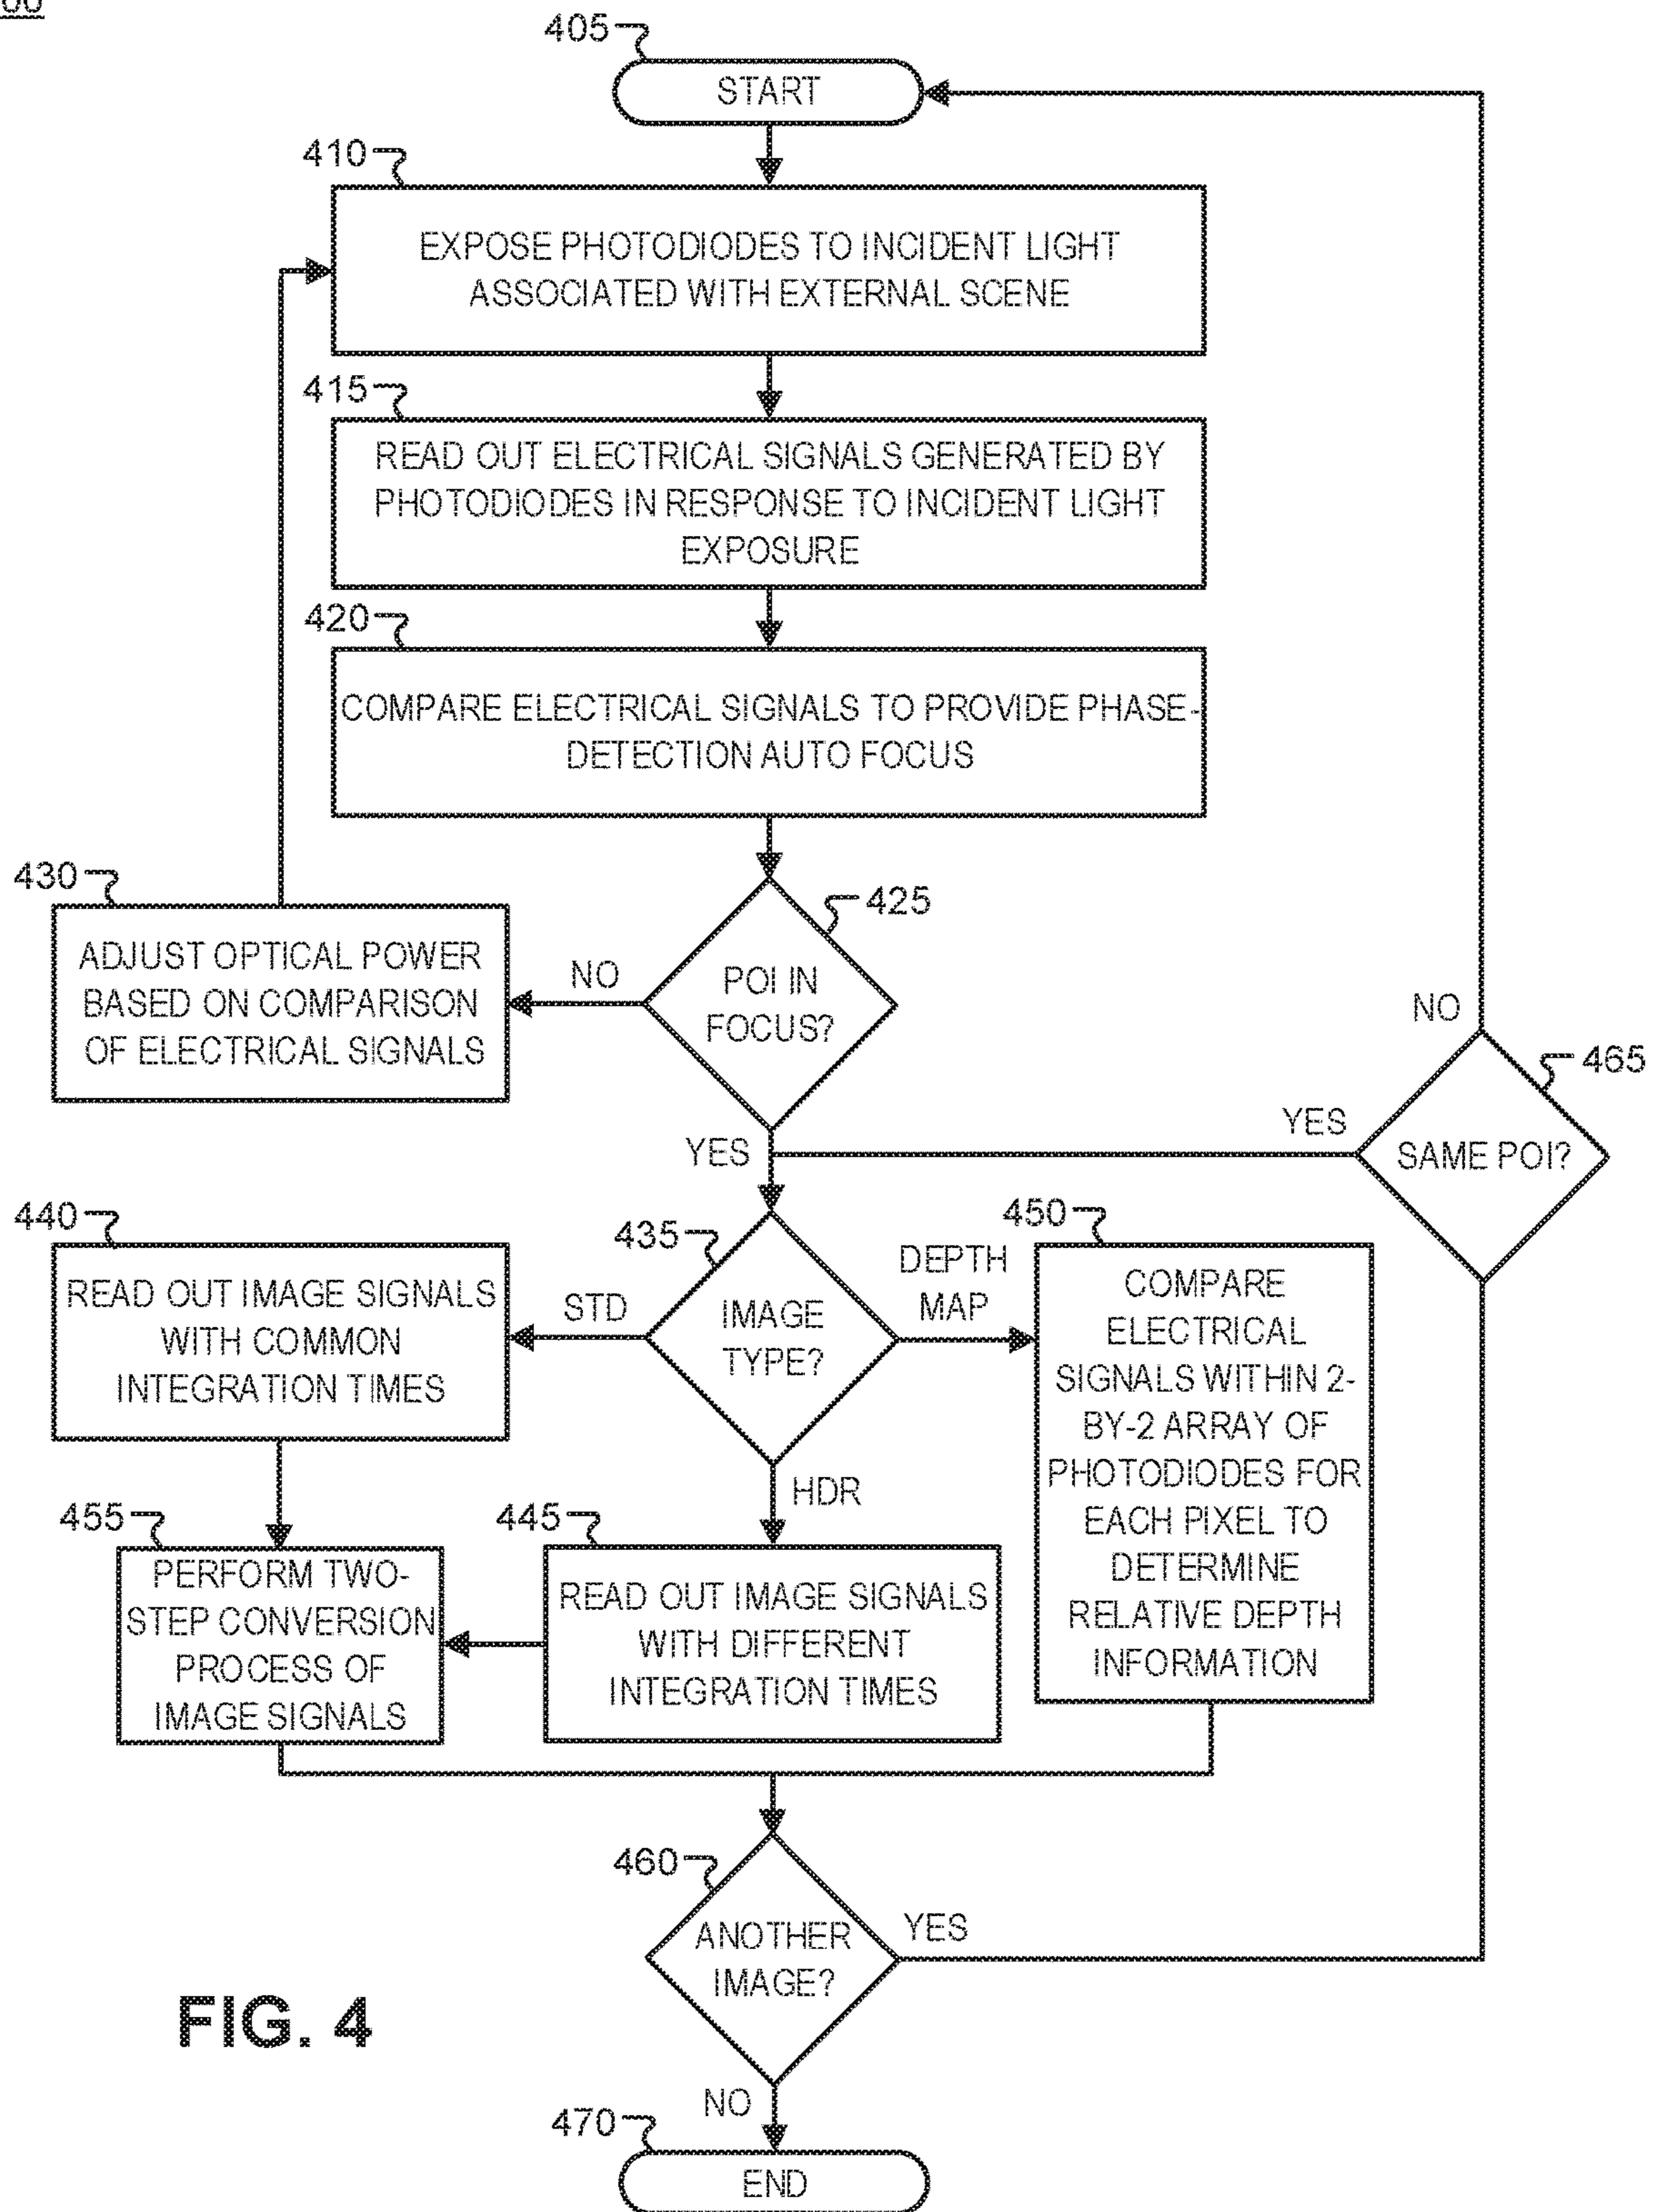 405
START
410
EXPOSE PHOTODIODES TO INCIDENT LIGHT
ASSOCIATED WITH EXTERNAL SCENE
415
READ OUT ELECTRICAL SIGNALS GENERATED BY
PHOTODIODES IN RESPONSE TO INCIDENT LIGHT
EXPOSURE
420
COMPARE ELECTRICAL SIGNALS TO PROVIDE PHASE-
DETECTION AUTO FOCUS
430
ADJUST OPTICAL POWER
BASED ON COMPARISON
OF ELECTRICAL SIGNALS
NO
425
POI IN
FOCUS?
YES
NO
465
SAME POI?
YES
435
IMAGE
TYPE?
STD
440
READ OUT IMAGE SIGNALS
WITH COMMON
INTEGRATION TIMES
DEPTH
MAP
450
COMPARE
ELECTRICAL
SIGNALS WITHIN 2-
BY-2 ARRAY OF
PHOTODIODES FOR
EACH PIXEL TO
DETERMINE
RELATIVE DEPTH
INFORMATION
HDR
445
READ OUT IMAGE SIGNALS
WITH DIFFERENT
INTEGRATION TIMES
455
PERFORM TWO-
STEP CONVERSION
PROCESS OF
IMAGE SIGNALS
460
ANOTHER
IMAGE?
YES
NO
470
END
FIG. 4